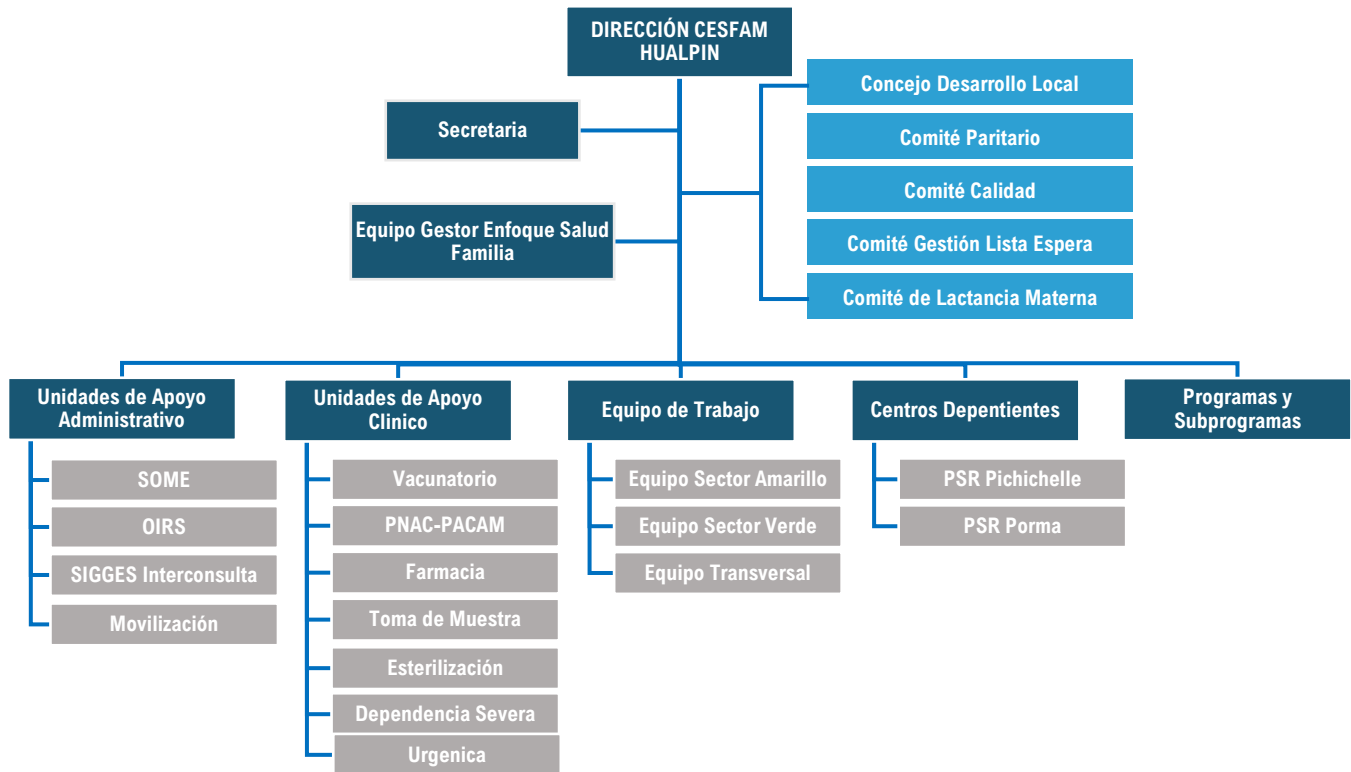 DIRECCIÓN CESFAM
HUALPIN
Concejo Desarrollo Local
Secretaria
Comité Paritario
Comité Calidad
Equipo Gestor Enfoque Salud
Familia
Comité Gestión Lista Espera
Comité de Lactancia Materna
Unidades de Apoyo
Administrativo
SOME
OIRS
SIGGES Interconsulta
Movilización
Unidades de Apoyo
Clinico
Vacunatorio
PNAC-PACAM
Farmacia
Toma de Muestra
Esterilización
Dependencia Severa
Urgenica
Equipo de Trabajo
Equipo Sector Amarillo
Equipo Sector Verde
Equipo Transversal
Centros Depentientes
PSR Pichichelle
PSR Porma
Programas y
Subprogramas